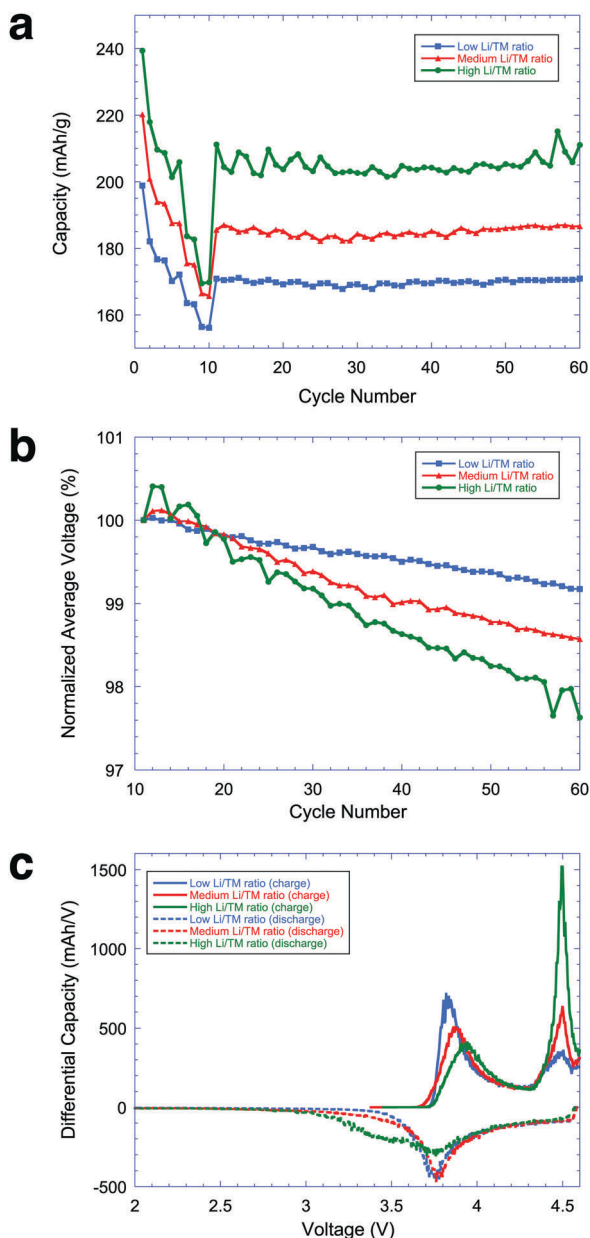 a
Capacity (mAh/g)
240
220
200
180
160
Low Li/TM ratio
Medium Li/TM ratio
High Li/TM ratio
0 10 20 30 40 50 60
Cycle Number
b
Normalized Average Voltage (%)
101
100
99
98
97
Low Li/TM ratio
Medium Li/TM ratio
High Li/TM ratio
10 20 30 40 50 60
Cycle Number
c
Differential Capacity (mAh/V)
1500
1000
500
0
-500
Low Li/TM ratio (charge)
Medium Li/TM ratio (charge)
High Li/TM ratio (charge)
Low Li/TM ratio (discharge)
Medium Li/TM ratio (discharge)
High Li/TM ratio (discharge)
2 2.5 3 3.5 4 4.5
Voltage (V)